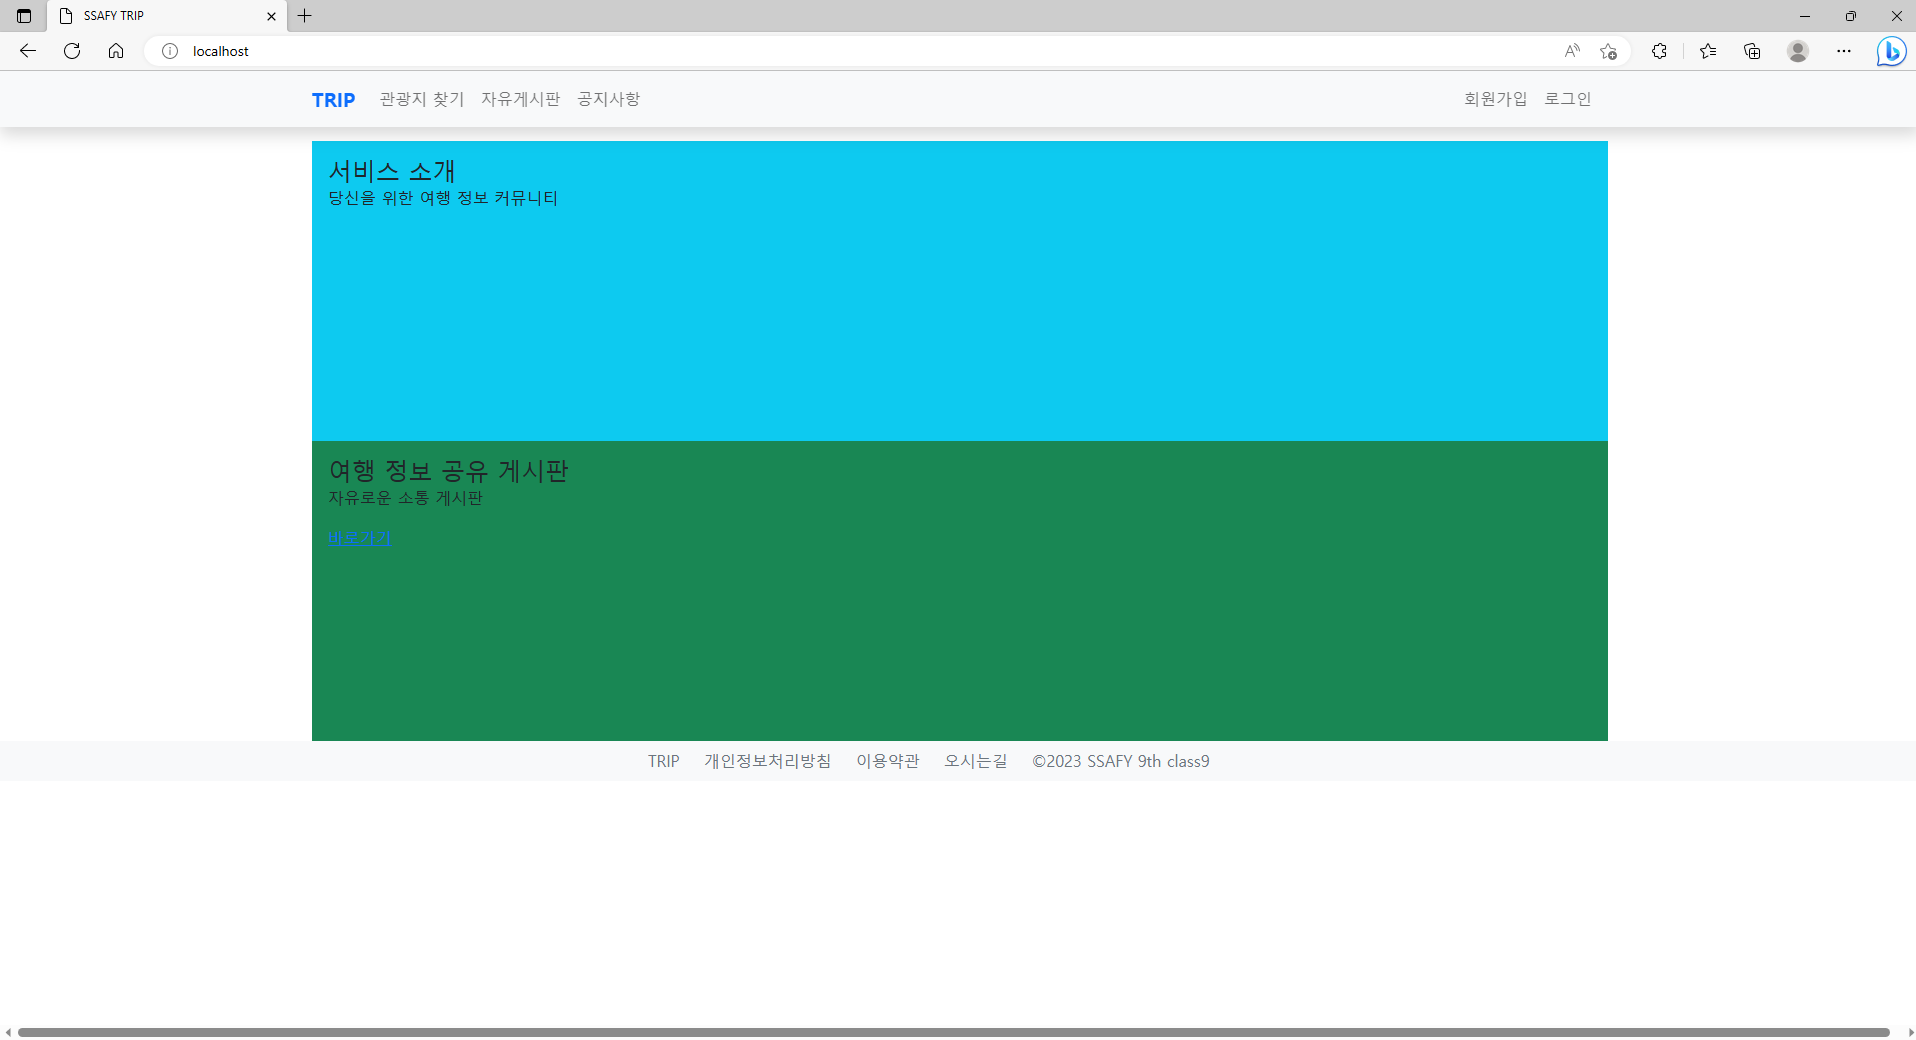 SSAFY TRIP
localhost
TRIP 관광지 찾기 자유게시판 공지사항 회원가입 로그인
서비스 소개
당신을 위한 여행 정보 커뮤니티
여행 정보 공유 게시판
자유로운 소통 게시판
바로가기
TRIP 개인정보처리방침 이용약관 오시는길 ©2023 SSAFY 9th class9